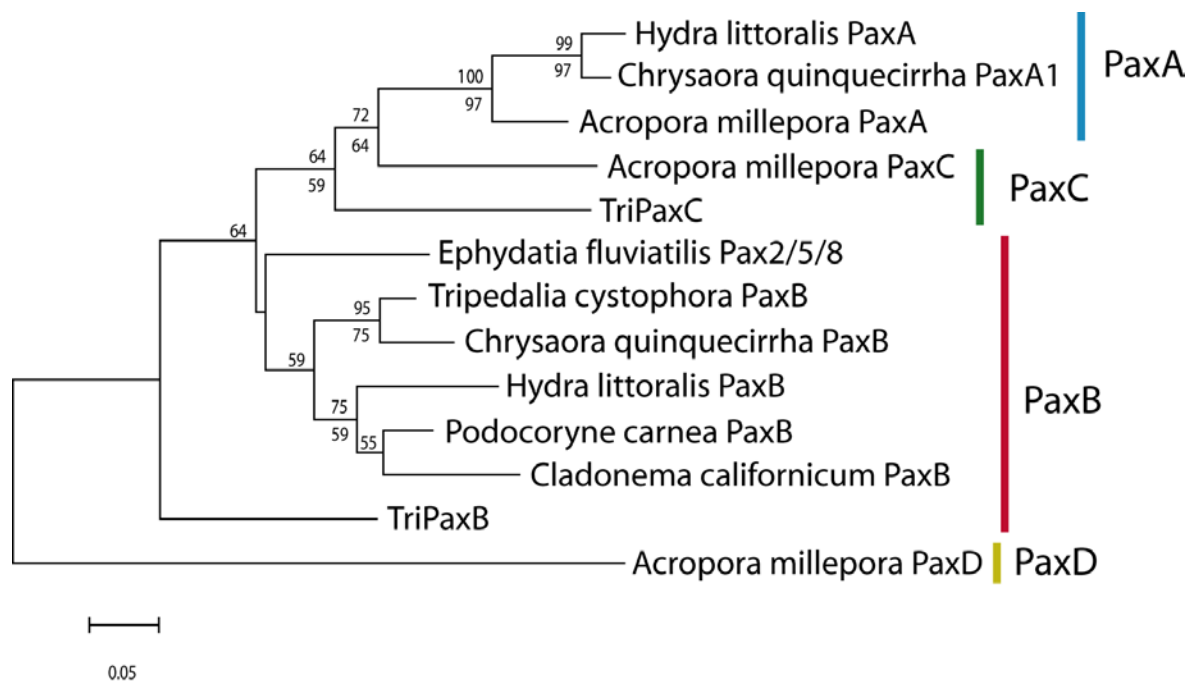 99
Hydra littoralis PaxA
97
Chrysaora quinquecirrha PaxA1
PaxA
100
97
Acropora millepora PaxA
72
64
Acropora millepora PaxC
PaxC
64
59
TriPaxC
64
Ephydatia fluviatilis Pax2/5/8
95
Tripedalia cystophora PaxB
75
Chrysaora quinquecirrha PaxB
59
Hydra littoralis PaxB
PaxB
75
59
55
Podocoryne carnea PaxB
Cladonema californicum PaxB
TriPaxB
Acropora millepora PaxD
PaxD
0.05